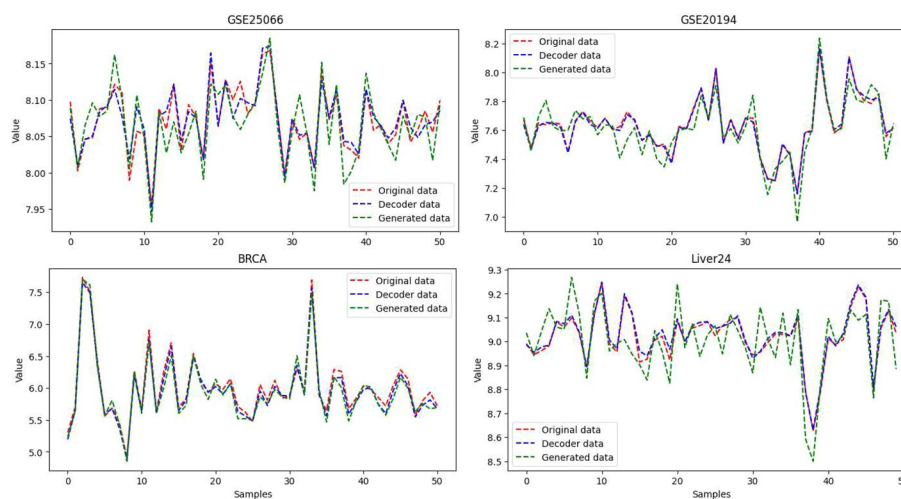 GSE25066
8.15
8.10
8.05
8.00
7.95
Value
0
10
20
30
40
50
Original data
Decoder data
Generated data
GSE20194
8.2
8.0
7.8
7.6
7.4
7.2
7.0
Value
0
10
20
30
40
50
Original data
Decoder data
Generated data
BRCA
7.5
7.0
6.5
6.0
5.5
5.0
Value
0
10
20
30
40
50
Samples
Original data
Decoder data
Generated data
Liver24
9.3
9.2
9.1
9.0
8.9
8.8
8.7
8.6
8.5
Value
0
10
20
30
40
50
Samples
Original data
Decoder data
Generated data